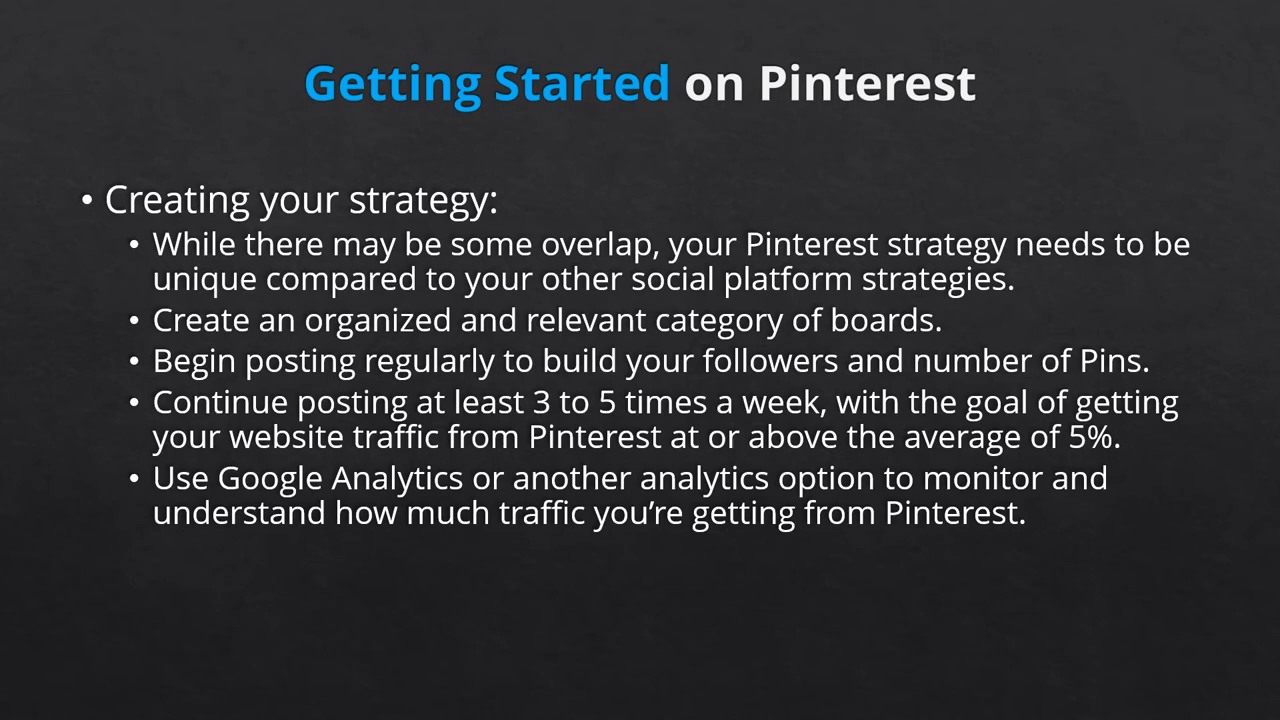 Getting Started on Pinterest
• Creating your strategy:
• While there may be some overlap, your Pinterest strategy needs to be
unique compared to your other social platform strategies.
• Create an organized and relevant category of boards.
• Begin posting regularly to build your followers and number of Pins.
• Continue posting at least 3 to 5 times a week, with the goal of getting
your website traffic from Pinterest at or above the average of 5%.
• Use Google Analytics or another analytics option to monitor and
understand how much traffic you’re getting from Pinterest.